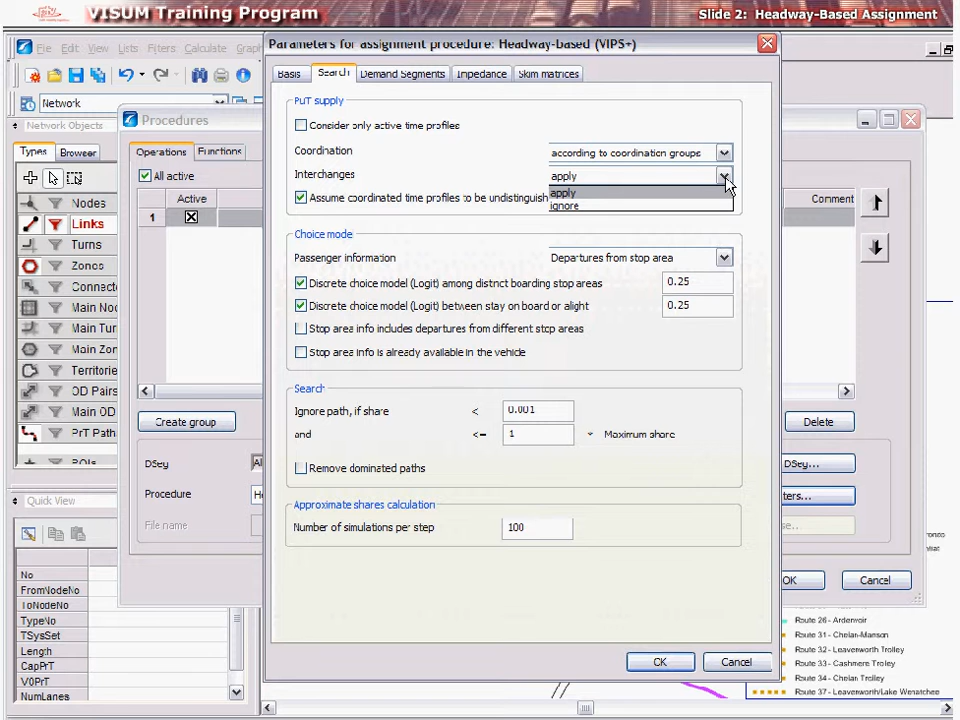 VISUM Training Program
Slide 2: Headway-Based Assignment
File Edit View Lists Filters Calculate
Parameters for assignment procedure: Headway-based (VIPS+)
Basis Search Demand Segments Impedance Skim matrices
Network
Network Objects
Types Browser
Nodes
Links
Turns
Zones
Main Nod
Main Tur
Main Zon
Territorie
OD Pairs
Main OD
PrT Path
POIs
Procedures
Operations Functions
All active
Active
Comment
1
PuT supply
Consider only active time profiles
Coordination according to coordination groups
Interchanges apply
apply
ignore
Assume coordinated time profiles to be undistinguish
Choice mode
Passenger information Departures from stop area
Discrete choice model (Logit) among distinct boarding stop areas 0.25
Discrete choice model (Logit) between stay on board or alight 0.25
Stop area info includes departures from different stop areas
Stop area info is already available in the vehicle
Search
Ignore path, if share < 0.001
and <= 1 * Maximum share
Remove dominated paths
Approximate shares calculation
Number of simulations per step 100
OK Cancel
Create group
Delete
DSeg
DSeg...
Procedure
ters...
File name
se...
OK Cancel
Quick View
No
FromNodeNo
ToNodeNo
TypeNo
TSysSet
Length
CapPrT
V0PrT
NumLanes
Route 26 - Ardenvoir
Route 31 - Chelan-Manson
Route 32 - Leavenworth Trolley
Route 33 - Cashmere Trolley
Route 34 - Chelan Trolley
Route 37 - Leavenworth/Lake Wenatchee